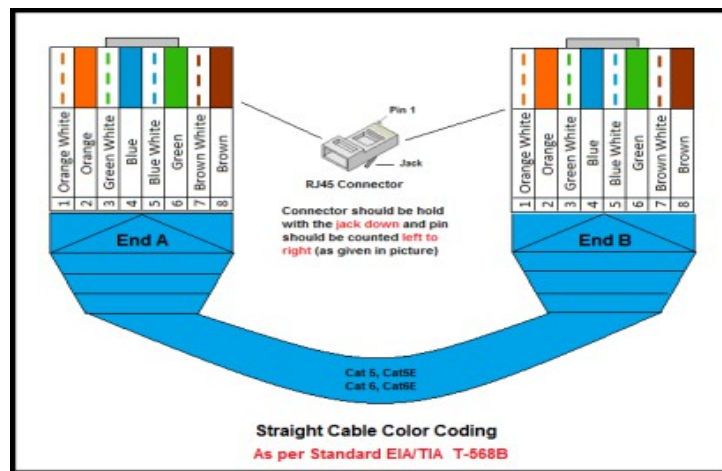 1 Orange White
2 Orange
3 Green White
4 Blue
5 Blue White
6 Green
7 Brown White
8 Brown
End A
Pin 1
Jack
RJ45 Connector
Connector should be hold
with the jack down and pin
should be counted left to
right (as given in picture)
1 Orange White
2 Orange
3 Green White
4 Blue
5 Blue White
6 Green
7 Brown White
8 Brown
End B
Cat 5, Cat5E
Cat 6, Cat6E
Straight Cable Color Coding
As per Standard EIA/TIA T-568B